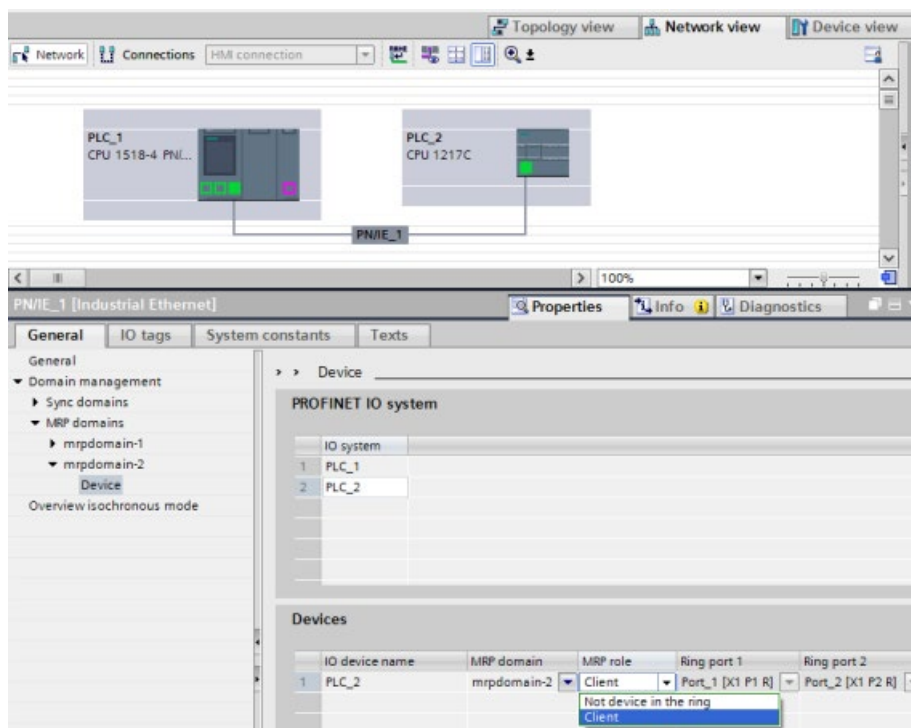 Topology view Network view Device view
Network Connections HMI connection
PLC_1
CPU 1518-4 PN/...
PLC_2
CPU 1217C
PN/IE_1
100%
PN/IE_1 [Industrial Ethernet]
Properties Info Diagnostics
General IO tags System constants Texts
General
Domain management
Sync domains
MRP domains
mrpdomain-1
mrpdomain-2
Device
Overview isochronous mode
> > Device
PROFINET IO system
IO system
1 PLC_1
2 PLC_2
Devices
IO device name MRP domain MRP role Ring port 1 Ring port 2
1 PLC_2 mrpdomain-2 Client Port_1 [X1 P1 R] Port_2 [X1 P2 R]
Not device in the ring
Client